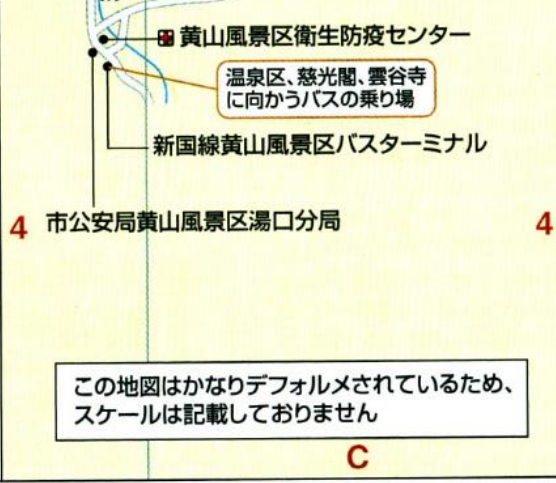 黄山風景区衛生防疫センター
温泉区、慈光閣、雲谷寺
に向かうバスの乗り場
新国線黄山風景区バスターミナル
4 市公安局黄山風景区湯口分局 4
この地図はかなりデフォルメされているため、
スケールは記載しておりません
C